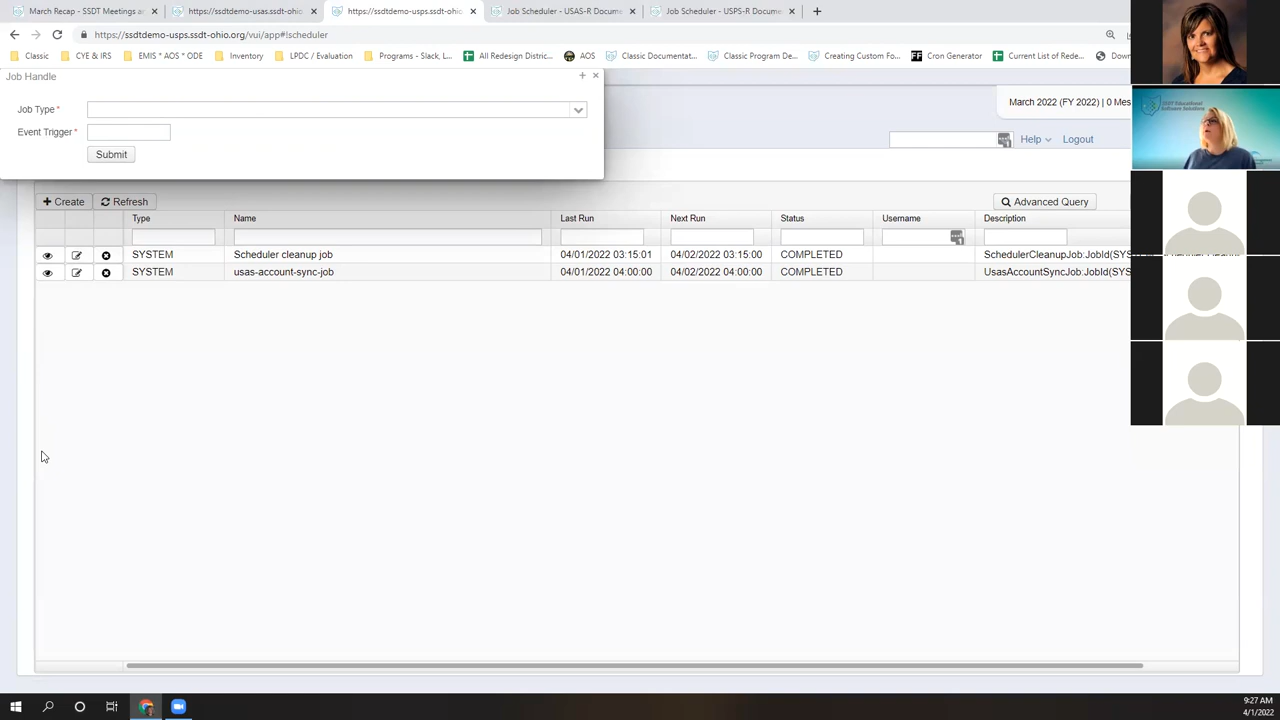 March Recap - SSDT Meetings a
https://ssdtdemo-usas.ssdt-ohio
https://ssdtdemo-usps.ssdt-ohio
Job Scheduler - USAS-R Docume
Job Scheduler - USPS-R Docume
https://ssdtdemo-usps.ssdt-ohio.org/vui/app#!scheduler
Classic
CYE & IRS
EMIS * AOS * ODE
Inventory
LPDC / Evaluation
Programs - Slack, L...
All Redesign District...
AOS
Classic Documentat...
Classic Program De...
Creating Custom Fo...
Cron Generator
Current List of Rede...
Down
Job Handle
Job Type *
Event Trigger *
Submit
March 2022 (FY 2022) | 0 Mes
Help
Logout
Create
Refresh
Advanced Query
Type Name Last Run Next Run Status Username Description
SYSTEM Scheduler cleanup job 04/01/2022 03:15:01 04/02/2022 03:15:00 COMPLETED SchedulerCleanupJob:JobId(SYS
SYSTEM usas-account-sync-job 04/01/2022 04:00:00 04/02/2022 04:00:00 COMPLETED UsasAccountSyncJob:JobId(SYS
SSDT Educational
Software Solutions
9:27 AM
4/1/2022